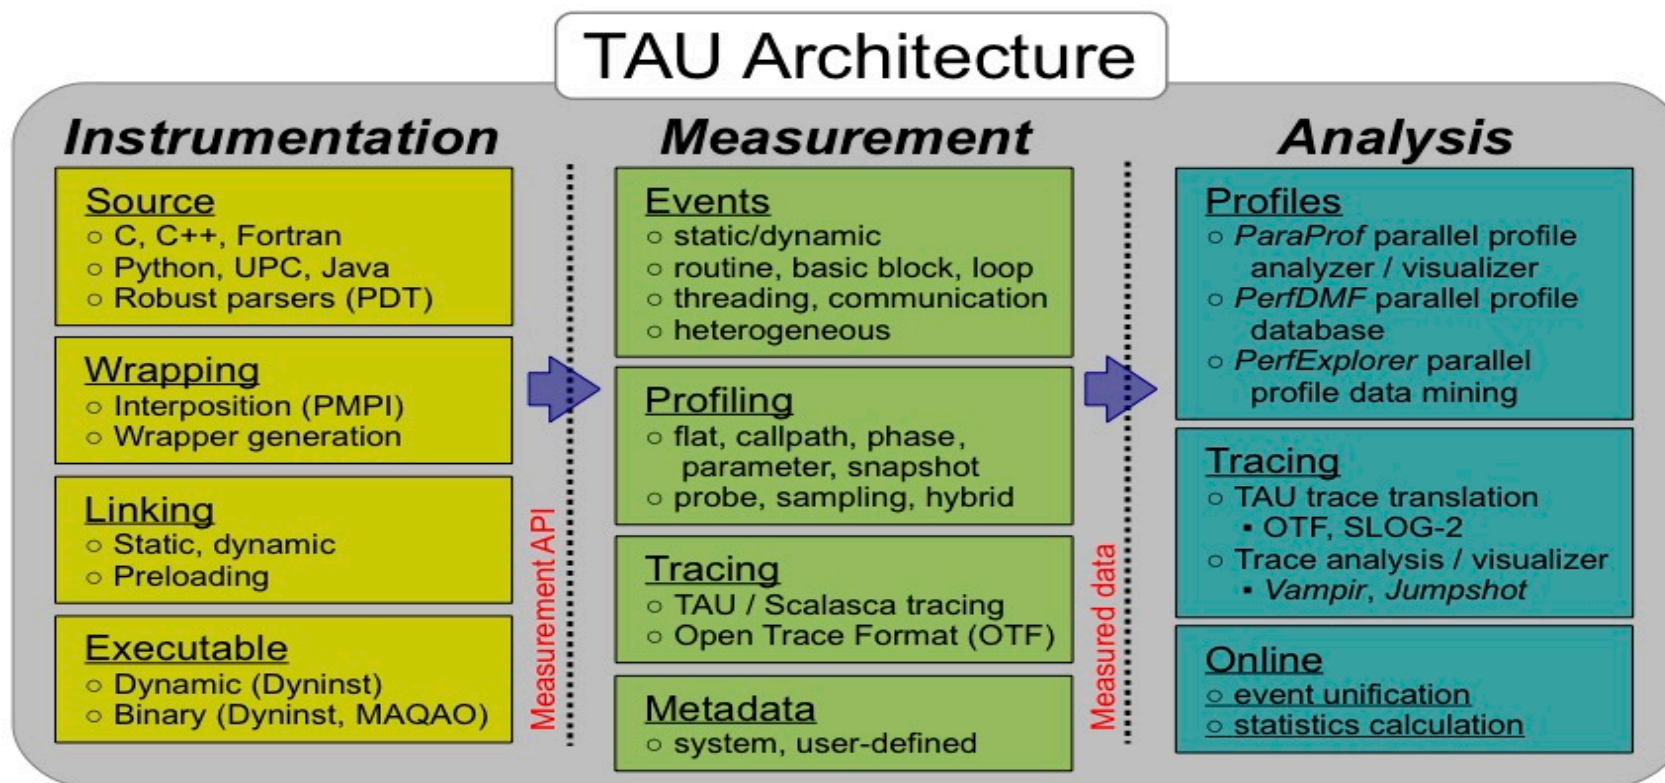 TAU Architecture
Instrumentation
Source
○ C, C++, Fortran
○ Python, UPC, Java
○ Robust parsers (PDT)
Wrapping
○ Interposition (PMPI)
○ Wrapper generation
Linking
○ Static, dynamic
○ Preloading
Executable
○ Dynamic (Dyninst)
○ Binary (Dyninst, MAQAO)
Measurement API
Measurement
Events
○ static/dynamic
○ routine, basic block, loop
○ threading, communication
○ heterogeneous
Profiling
○ flat, callpath, phase,
parameter, snapshot
○ probe, sampling, hybrid
Tracing
○ TAU / Scalasca tracing
○ Open Trace Format (OTF)
Metadata
○ system, user-defined
Measured data
Analysis
Profiles
○ ParaProf parallel profile
analyzer / visualizer
○ PerfDMF parallel profile
database
○ PerfExplorer parallel
profile data mining
Tracing
○ TAU trace translation
▪ OTF, SLOG-2
○ Trace analysis / visualizer
▪ Vampir, Jumpshot
Online
○ event unification
○ statistics calculation